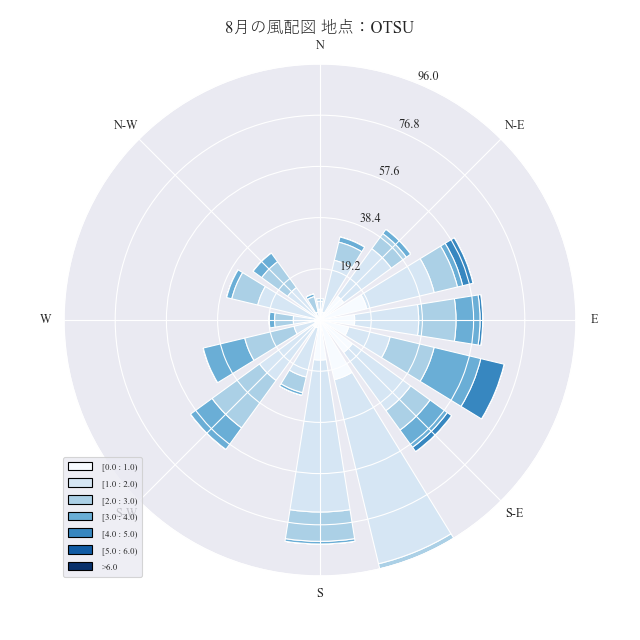 8月の風配図 地点：OTSU
N
96.0
N-W
N-E
76.8
57.6
38.4
19.2
W
E
[0.0 : 1.0)
[1.0 : 2.0)
[2.0 : 3.0)
S-W
S-E
[3.0 : 4.0)
[4.0 : 5.0)
[5.0 : 6.0)
>6.0
S